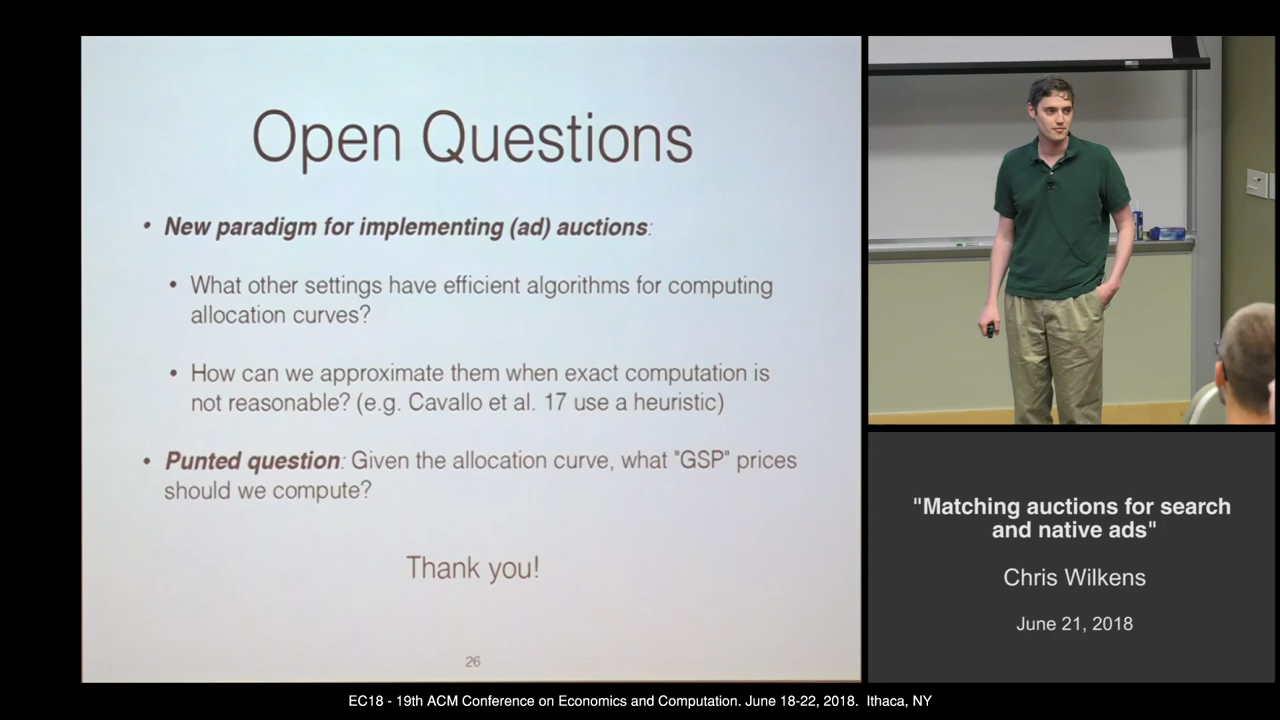 Open Questions
• New paradigm for implementing (ad) auctions:
• What other settings have efficient algorithms for computing
allocation curves?
• How can we approximate them when exact computation is
not reasonable? (e.g. Cavallo et al. 17 use a heuristic)
• Punted question: Given the allocation curve, what "GSP" prices
should we compute?
Thank you!
26
"Matching auctions for search
and native ads"
Chris Wilkens
June 21, 2018
EC18 - 19th ACM Conference on Economics and Computation. June 18-22, 2018. Ithaca, NY